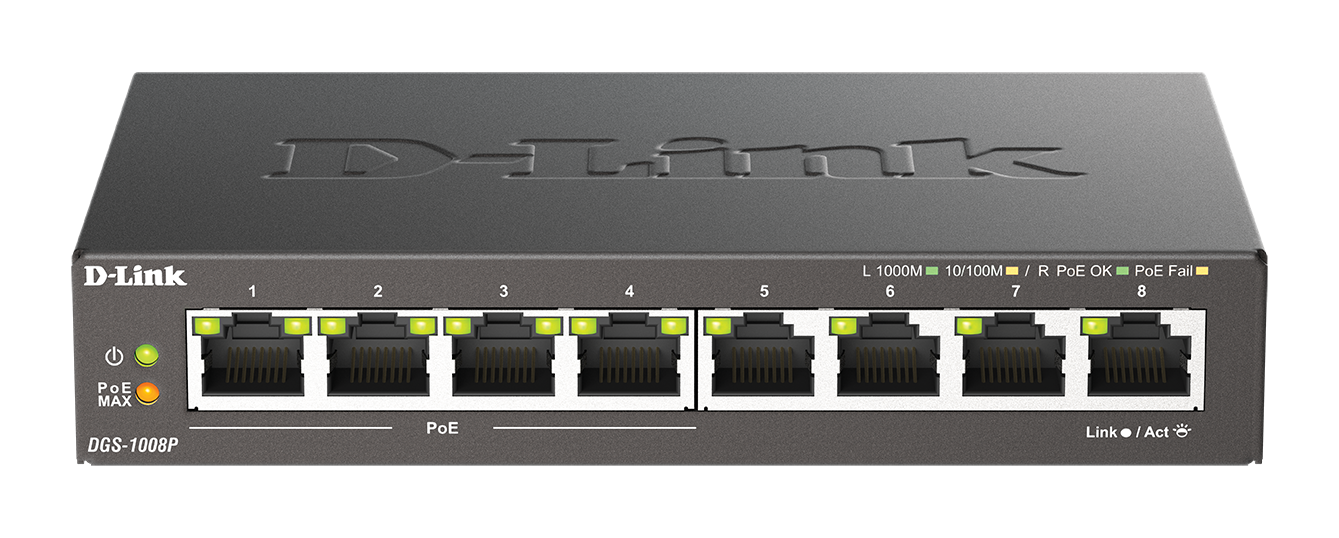 D-Link
D-Link
L 1000M 10/100M / R PoE OK PoE Fail
1 2 3 4 5 6 7 8
PoE
MAX
PoE
DGS-1008P
Link / Act